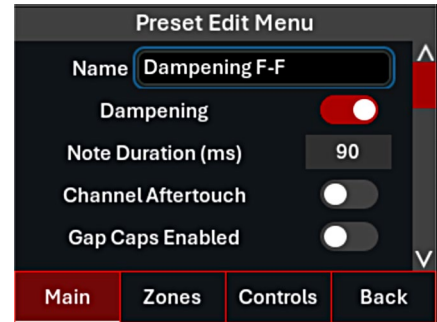 Preset Edit Menu
Name Dampening F-F
Dampening
Note Duration (ms) 90
Channel Aftertouch
Gap Caps Enabled
Main Zones Controls Back